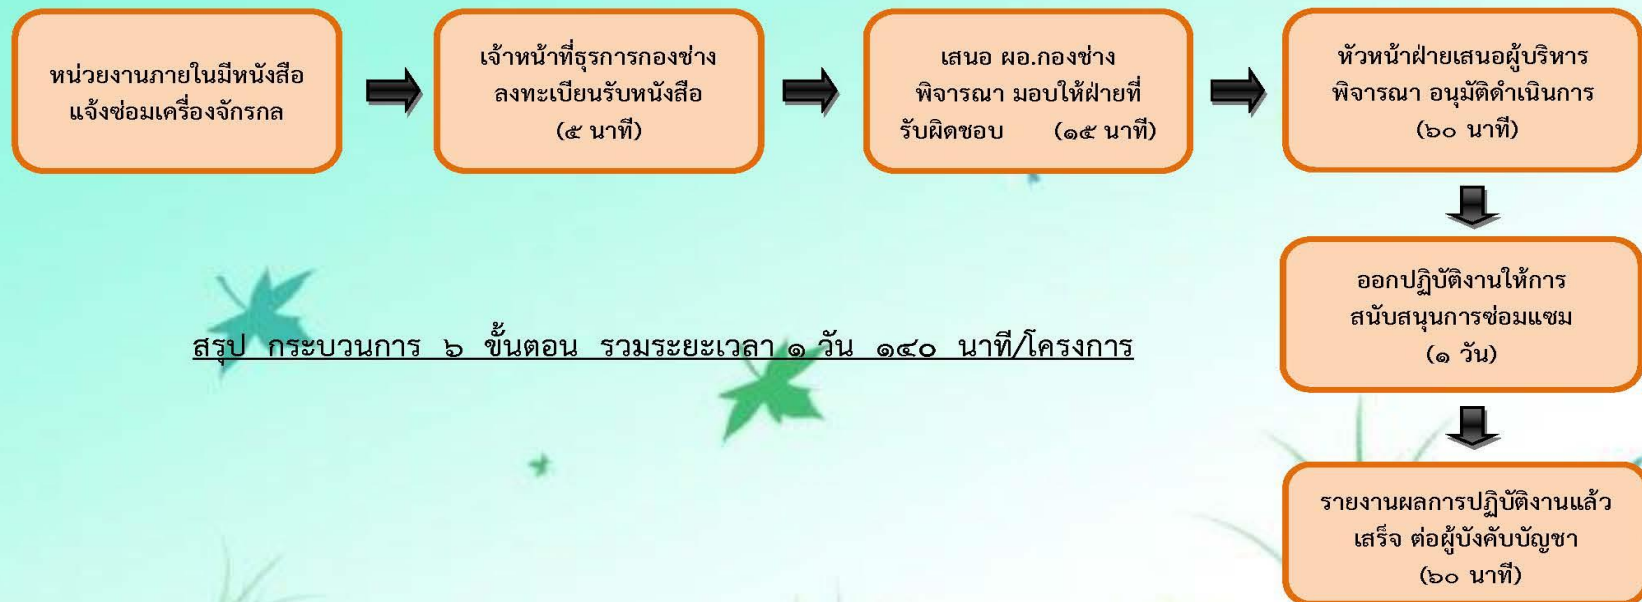 หน่วยงานภายในมีหนังสือ
แจ้งซ่อมเครื่องจักรกล
เจ้าหน้าที่ธุรการกองช่าง
ลงทะเบียนรับหนังสือ
(๕ นาที)
เสนอ ผอ.กองช่าง
พิจารณา มอบให้ฝ่ายที่
รับผิดชอบ (๑๕ นาที)
หัวหน้าฝ่ายเสนอผู้บริหาร
พิจารณา อนุมัติดำเนินการ
(๖๐ นาที)
ออกปฏิบัติงานให้การ
สนับสนุนการซ่อมแซม
(๑ วัน)
สรุป กระบวนการ ๖ ขั้นตอน รวมระยะเวลา ๑ วัน ๑๔๐ นาที/โครงการ
รายงานผลการปฏิบัติงานแล้ว
เสร็จ ต่อผู้บังคับบัญชา
(๖๐ นาที)